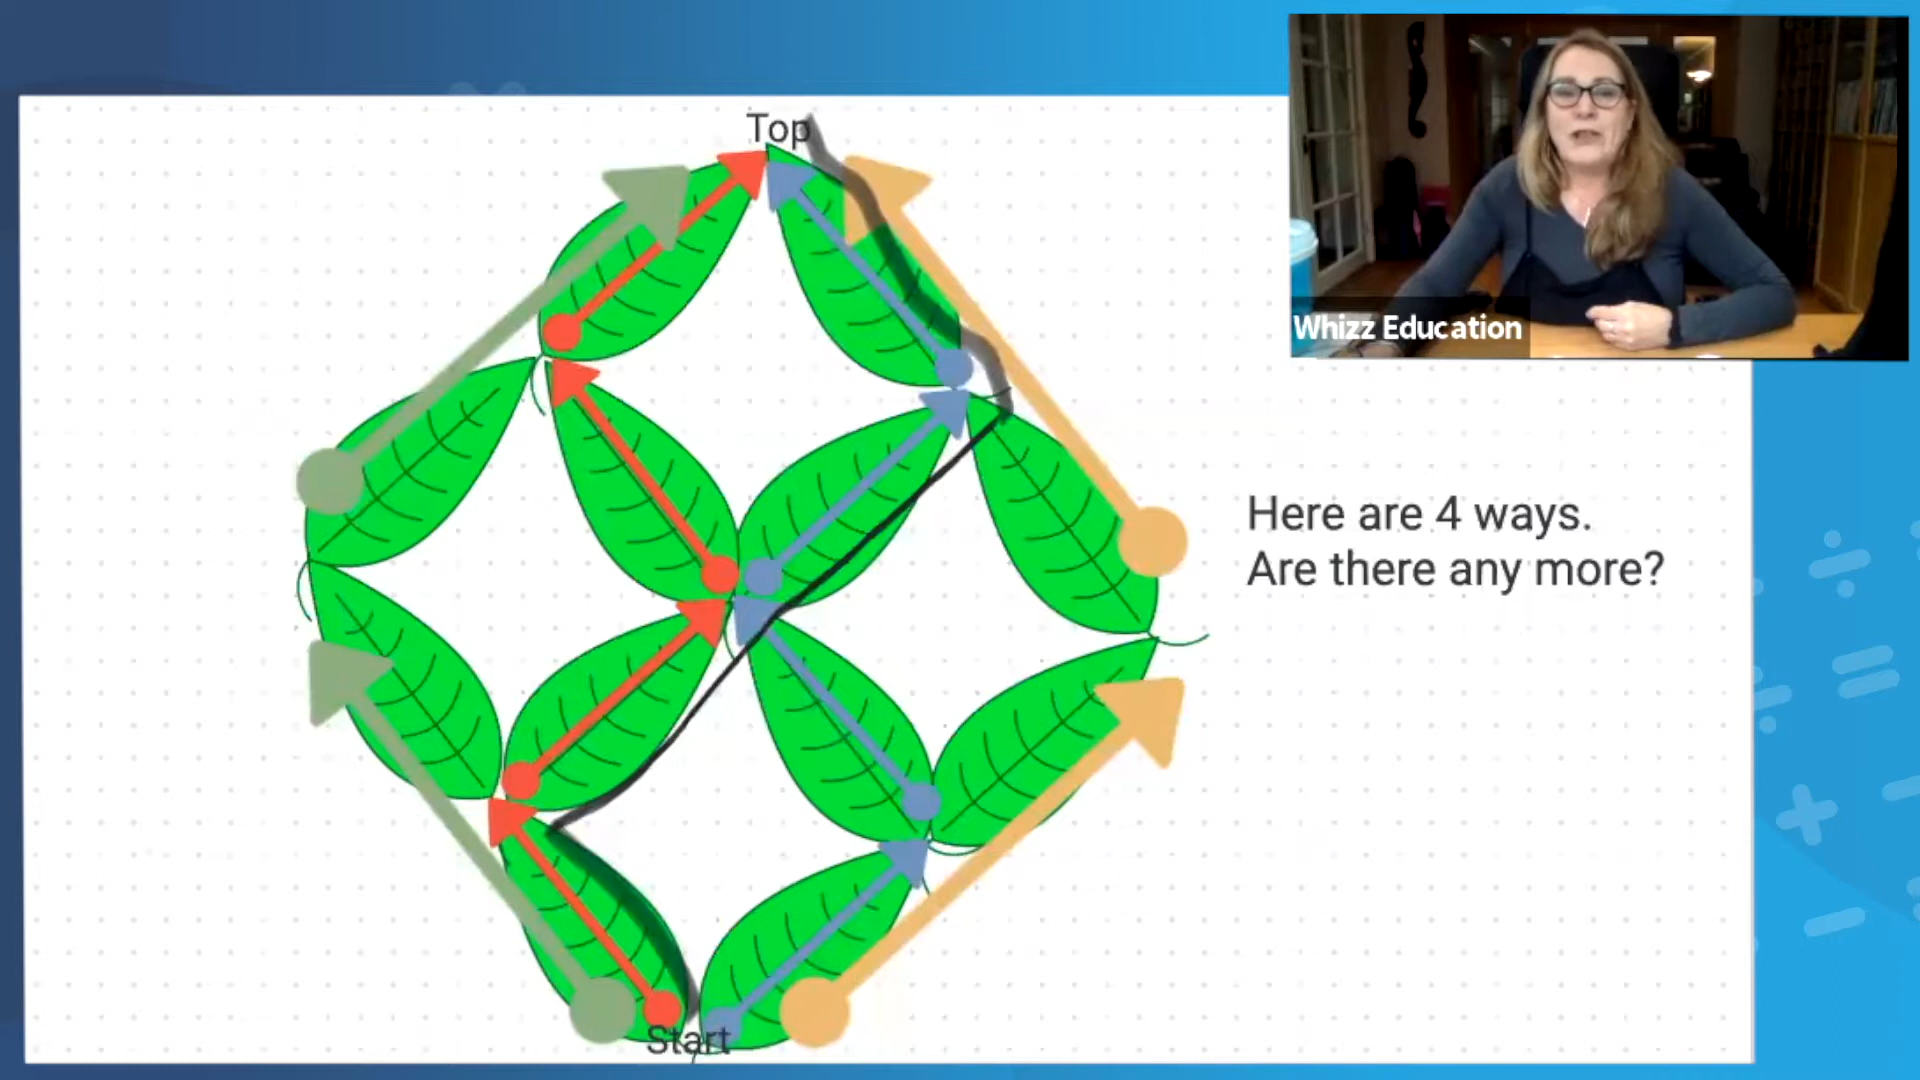 Top
Whizz Education
Here are 4 ways.
Are there any more?
Start